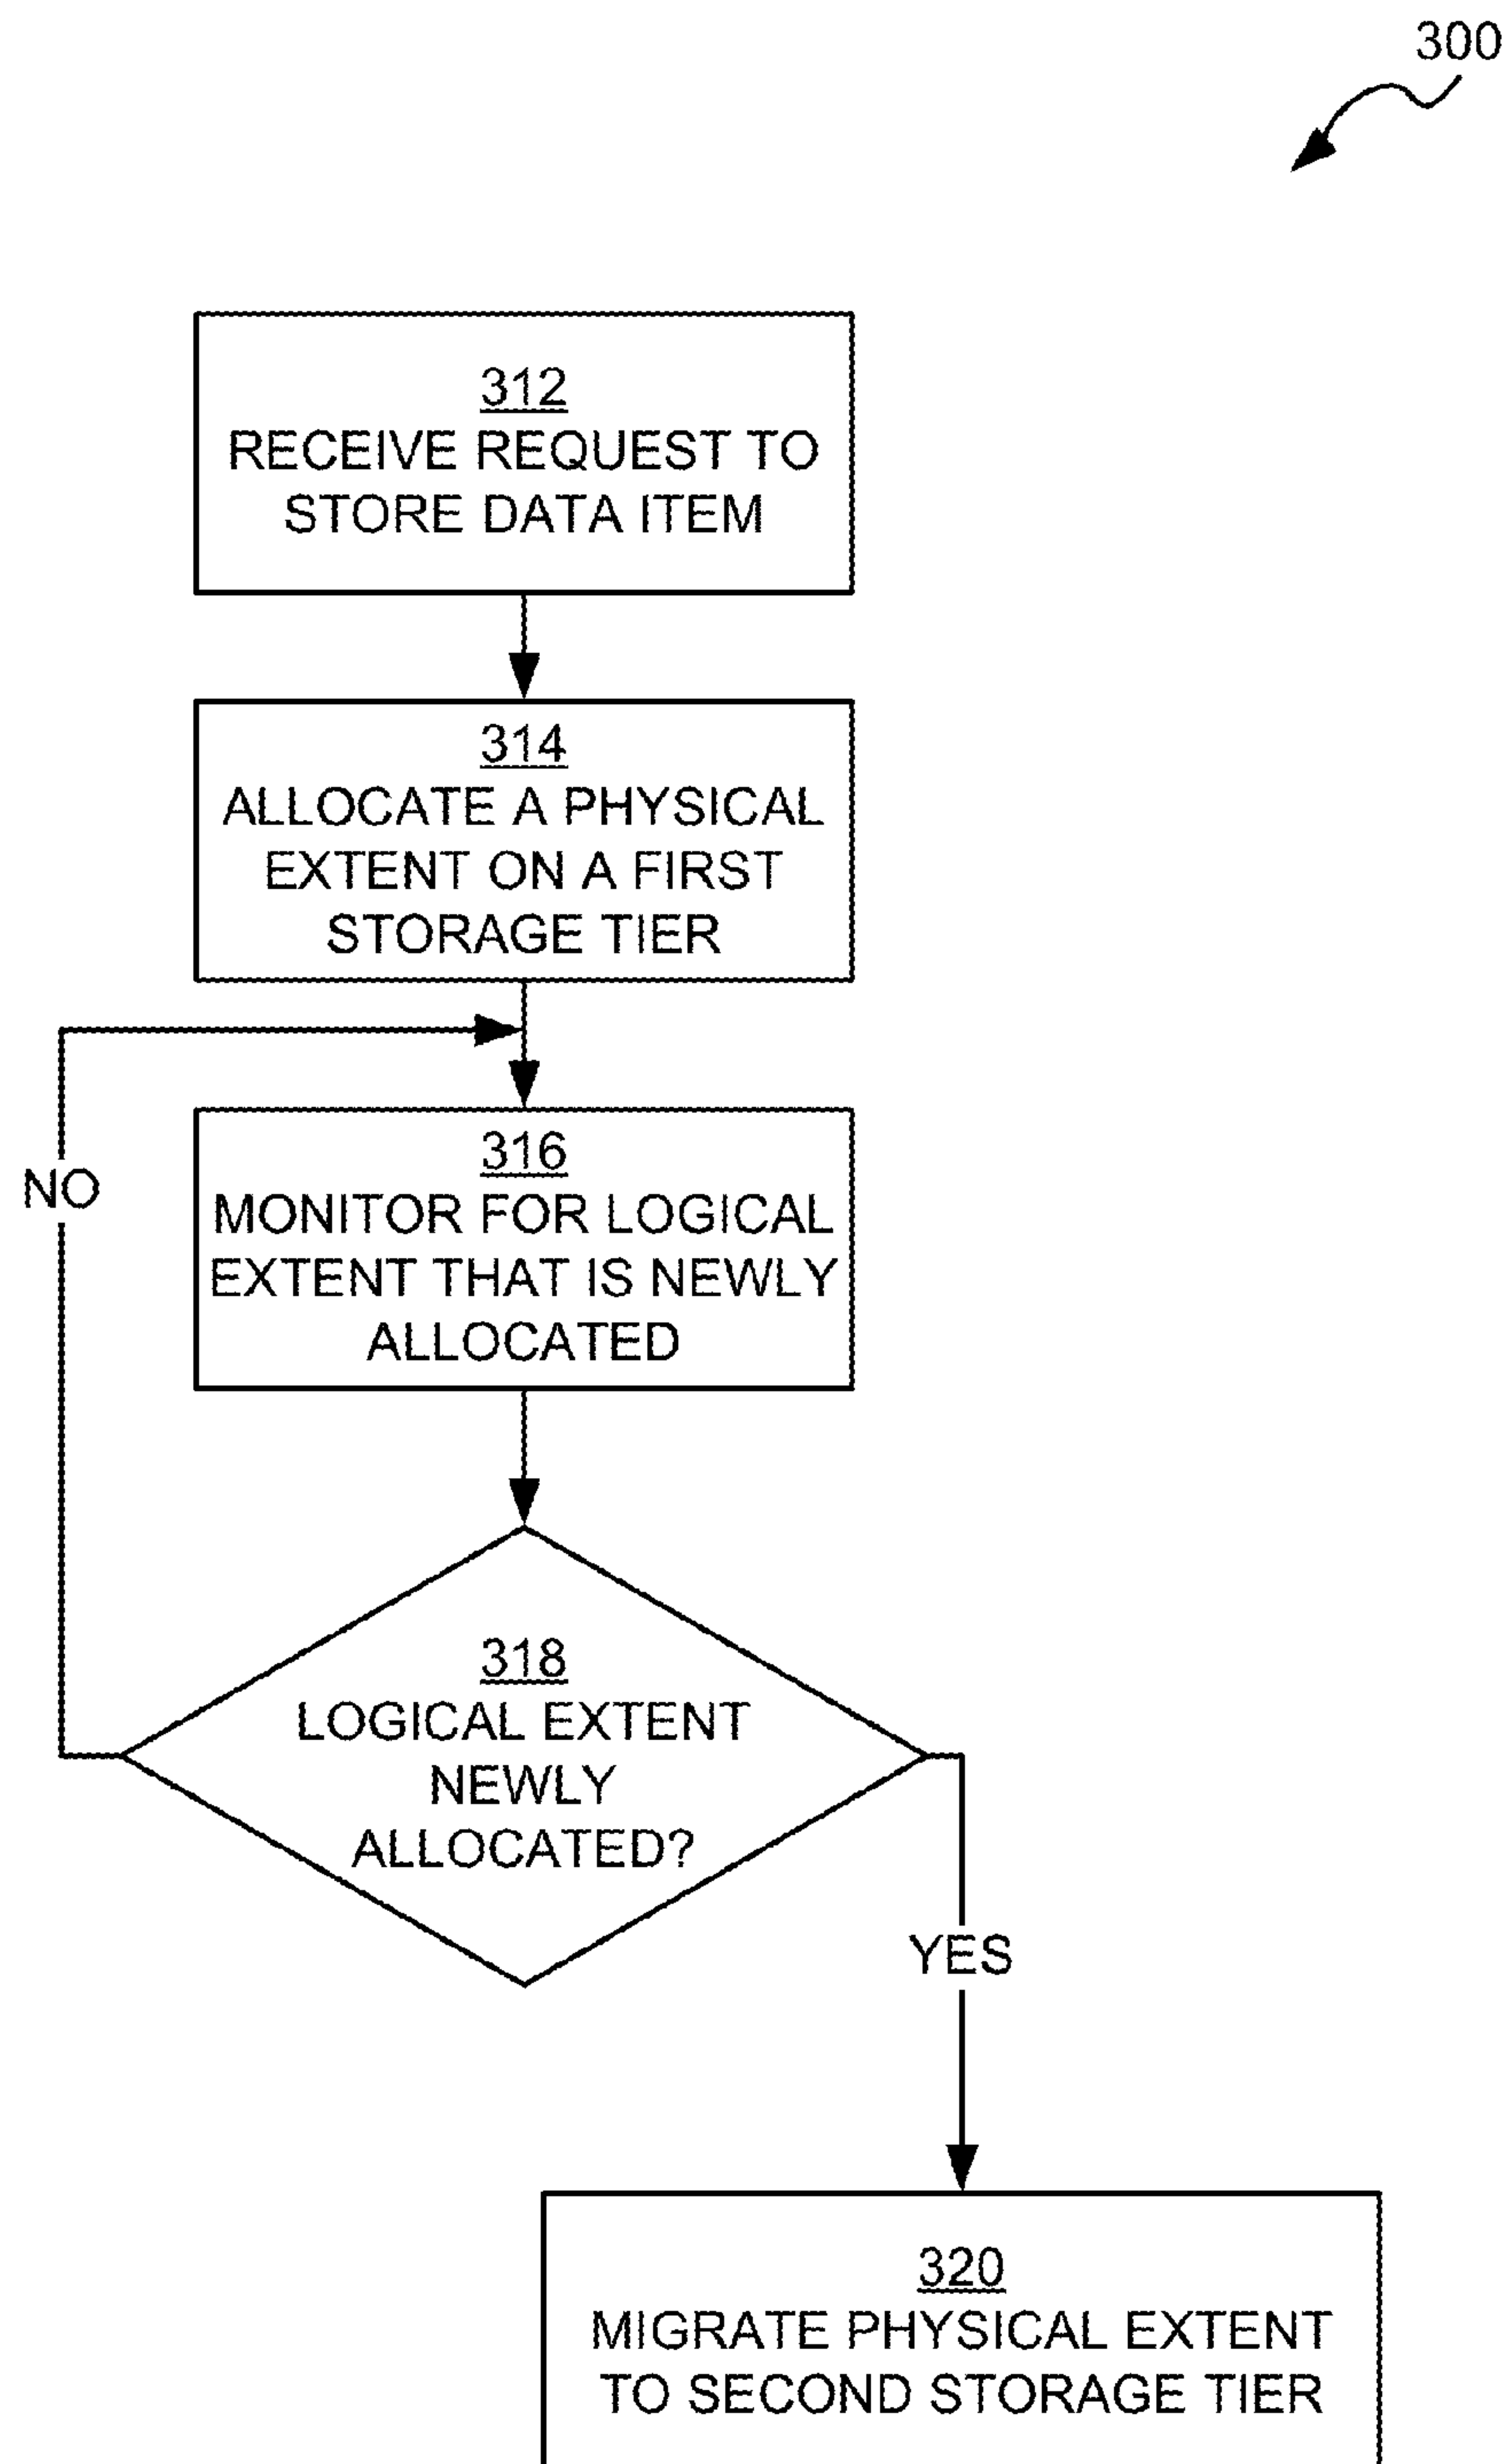 300
312
RECEIVE REQUEST TO
STORE DATA ITEM
314
ALLOCATE A PHYSICAL
EXTENT ON A FIRST
STORAGE TIER
316
MONITOR FOR LOGICAL
EXTENT THAT IS NEWLY
ALLOCATED
NO
318
LOGICAL EXTENT
NEWLY
ALLOCATED?
YES
320
MIGRATE PHYSICAL EXTENT
TO SECOND STORAGE TIER